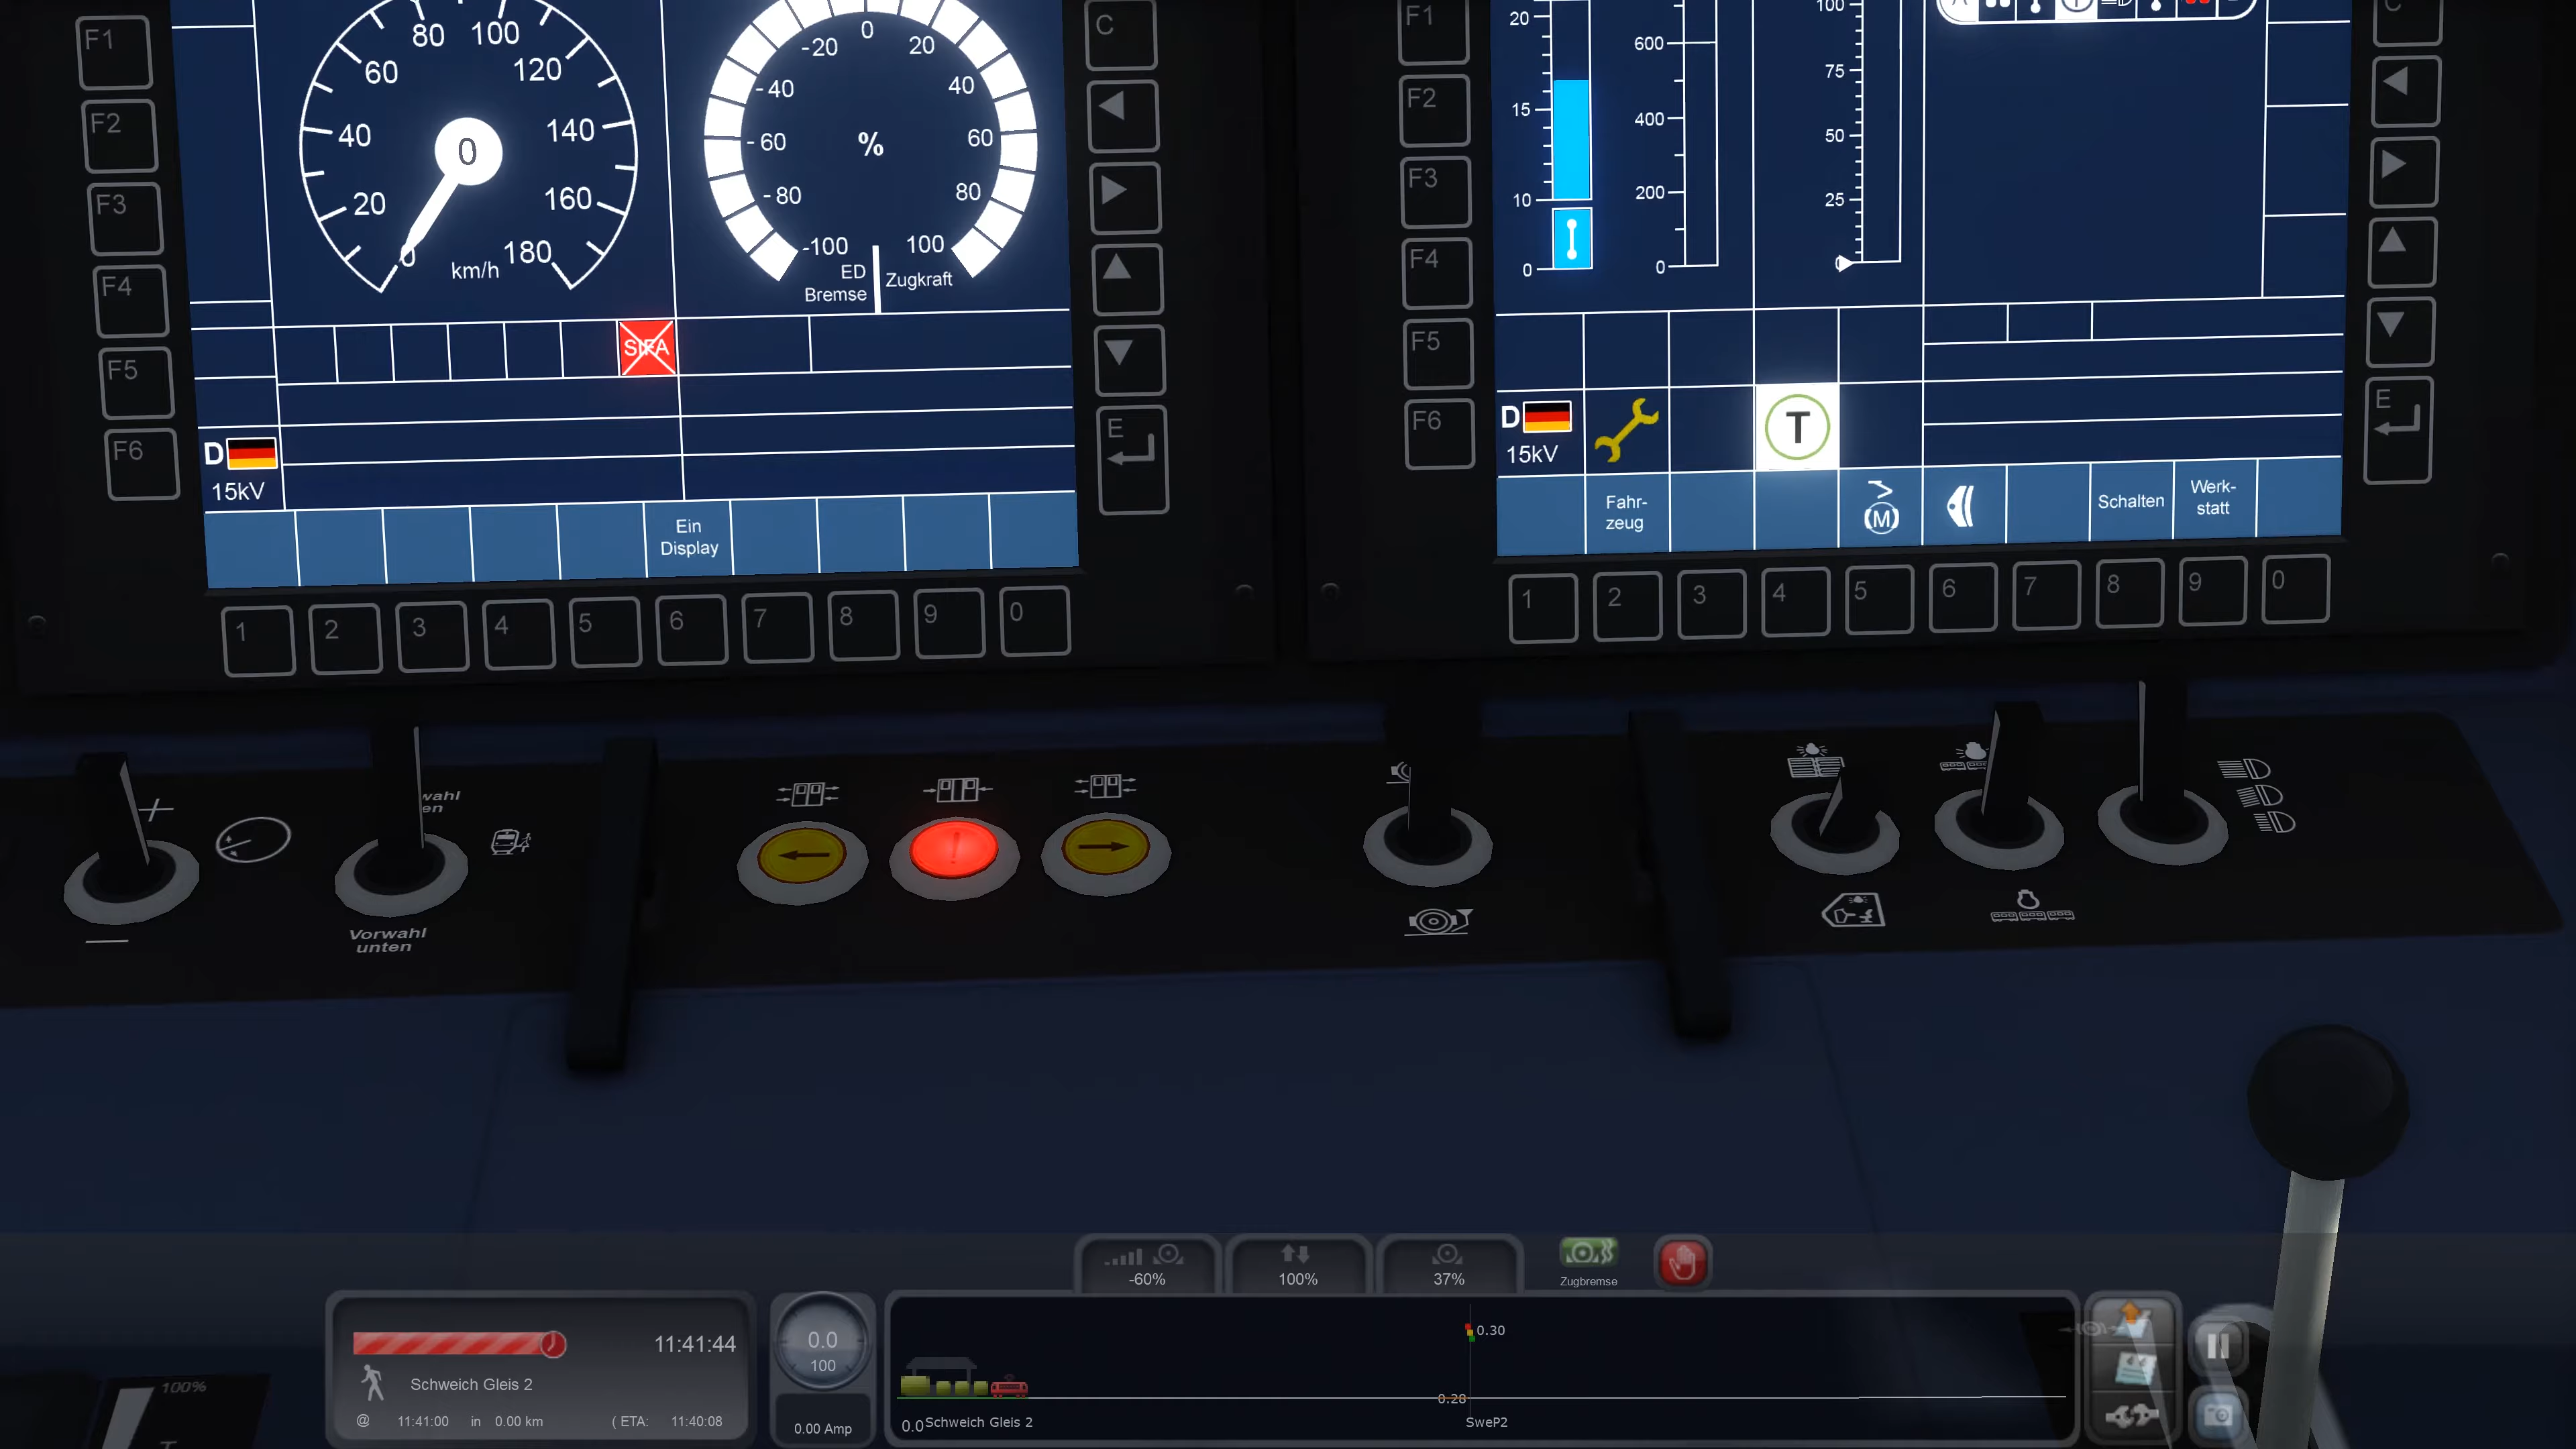 F1
F2
F3
F4
F5
F6
20
40
60
80
100
120
140
160
180
0
0
km/h
-100
-80
-60
-40
-20
0
20
40
60
80
100
%
ED
Bremse
Zugkraft
SIFA
D
15kV
Ein
Display
C
E
1
2
3
4
5
6
7
8
9
0
F1
F2
F3
F4
F5
F6
20
15
10
0
600
400
200
0
100
75
50
25
D
15kV
T
Fahr-
zeug
M
Schalten
Werk-
statt
C
E
1
2
3
4
5
6
7
8
9
0
Vorwahl
unten
-60%
100%
37%
Zugbremse
11:41:44
Schweich Gleis 2
@ 11:41:00 in 0.00 km ( ETA: 11:40:08
0.0
100
0.00 Amp
0.30
0.28
0.0 Schweich Gleis 2
SweP2
100%